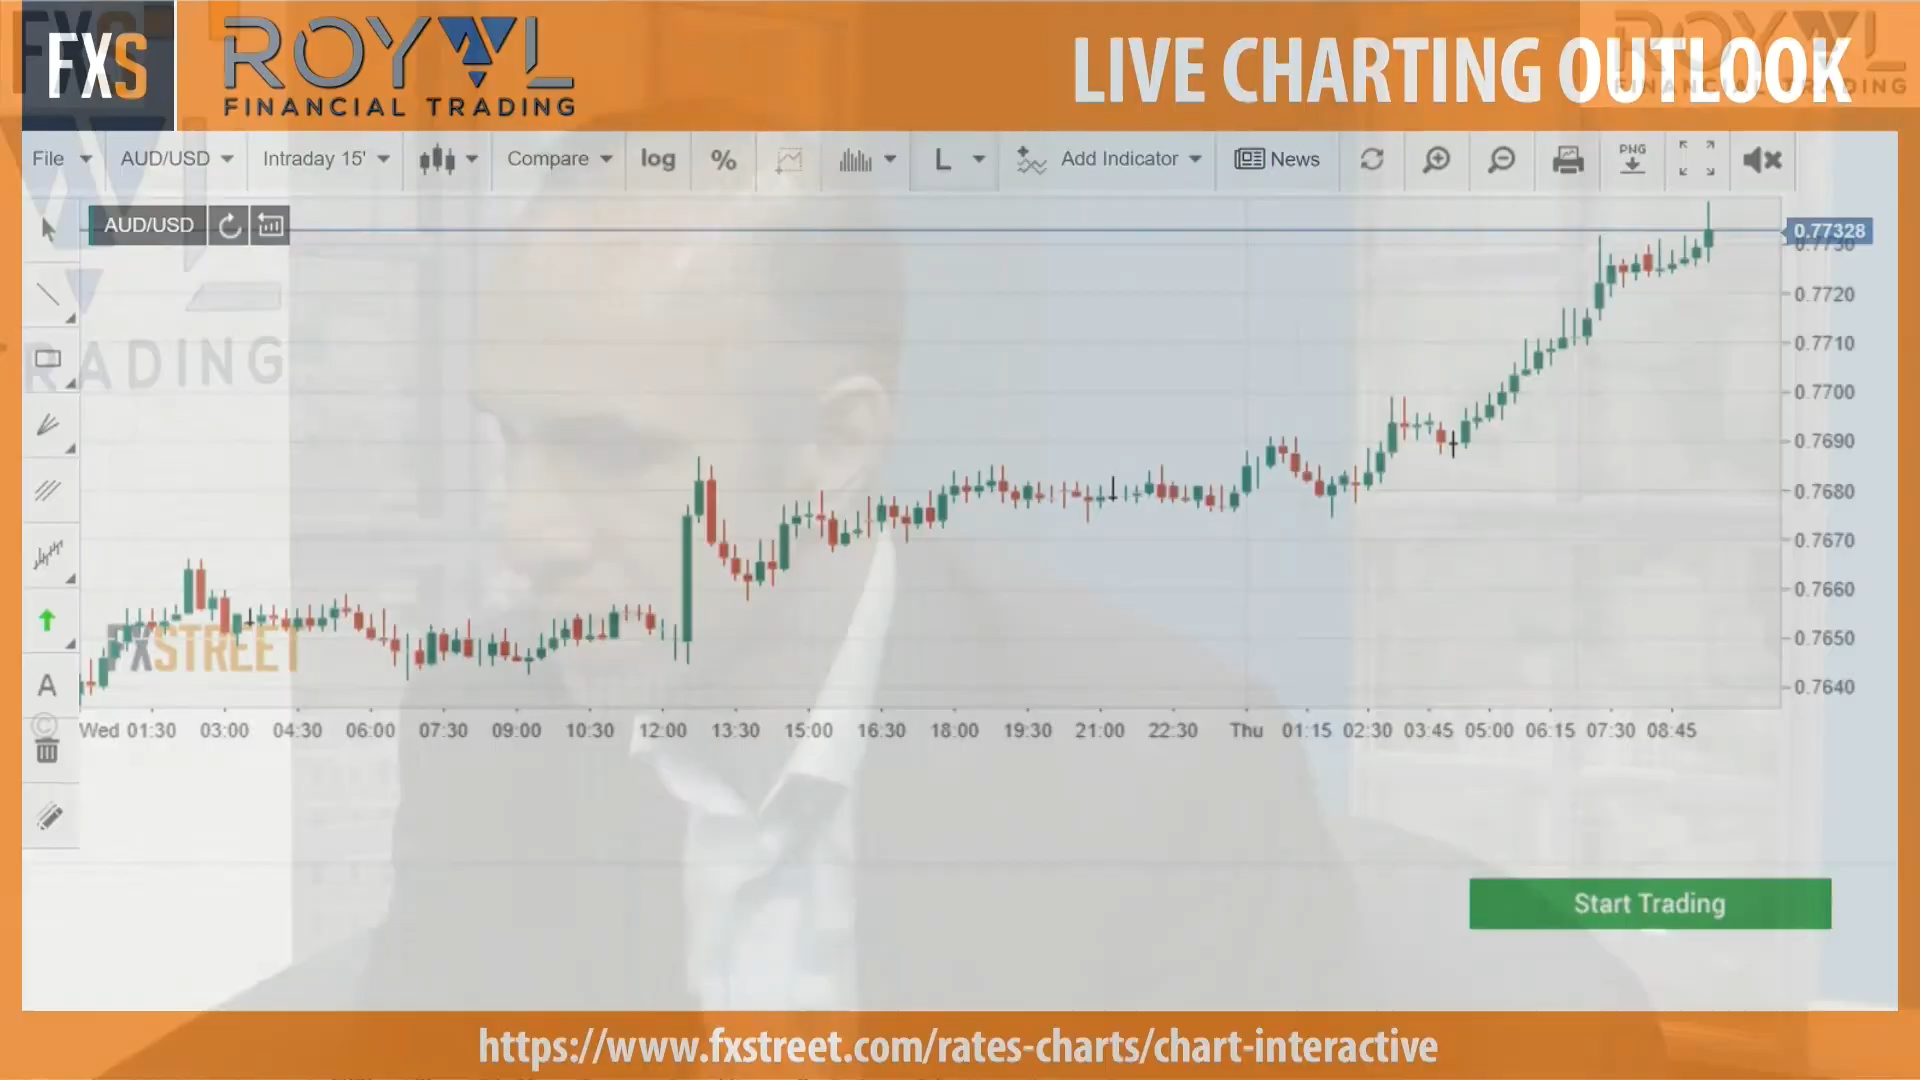 FXS
ROYAL
FINANCIAL TRADING
LIVE CHARTING OUTLOOK
FINANCIAL TRADING
File
AUD/USD
Intraday 15'
Compare
log
%
L
Add Indicator
News
PNG
AUD/USD
0.77328
0.7730
0.7720
0.7710
0.7700
0.7690
0.7680
0.7670
0.7660
0.7650
0.7640
TRADING
FXSTREET
A
©
Wed 01:30 03:00 04:30 06:00 07:30 09:00 10:30 12:00 13:30 15:00 16:30 18:00 19:30 21:00 22:30 Thu 01:15 02:30 03:45 05:00 06:15 07:30 08:45
Start Trading
https://www.fxstreet.com/rates-charts/chart-interactive